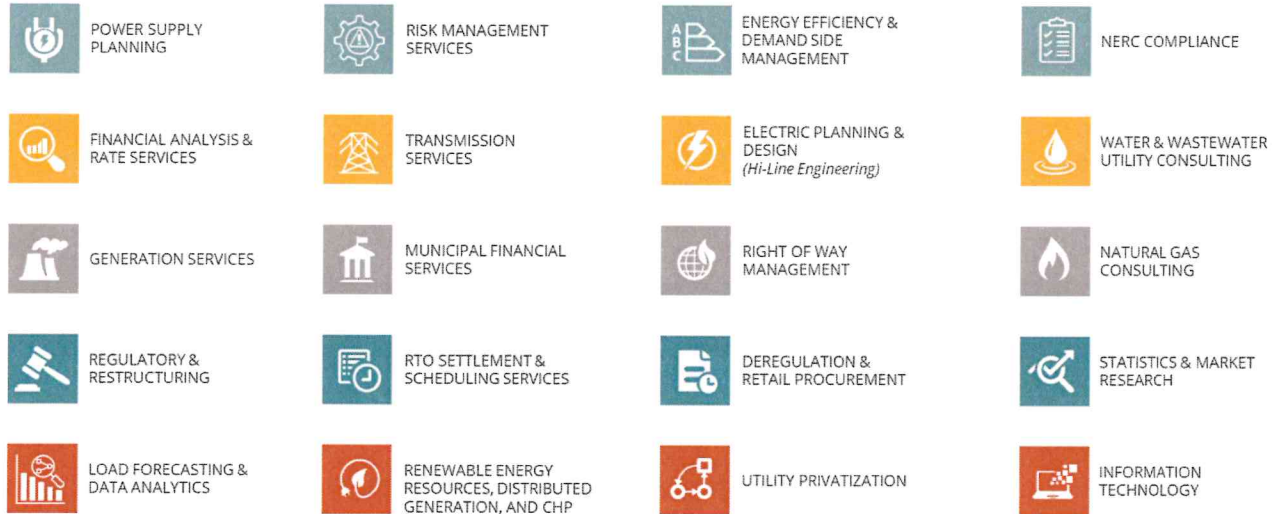 POWER SUPPLY
PLANNING
RISK MANAGEMENT
SERVICES
A
B
C
ENERGY EFFICIENCY &
DEMAND SIDE
MANAGEMENT
NERC COMPLIANCE
FINANCIAL ANALYSIS &
RATE SERVICES
TRANSMISSION
SERVICES
ELECTRIC PLANNING &
DESIGN
(Hi-Line Engineering)
WATER & WASTEWATER
UTILITY CONSULTING
GENERATION SERVICES
MUNICIPAL FINANCIAL
SERVICES
RIGHT OF WAY
MANAGEMENT
NATURAL GAS
CONSULTING
REGULATORY &
RESTRUCTURING
RTO SETTLEMENT &
SCHEDULING SERVICES
DEREGULATION &
RETAIL PROCUREMENT
STATISTICS & MARKET
RESEARCH
LOAD FORECASTING &
DATA ANALYTICS
RENEWABLE ENERGY
RESOURCES, DISTRIBUTED
GENERATION, AND CHP
UTILITY PRIVATIZATION
INFORMATION
TECHNOLOGY